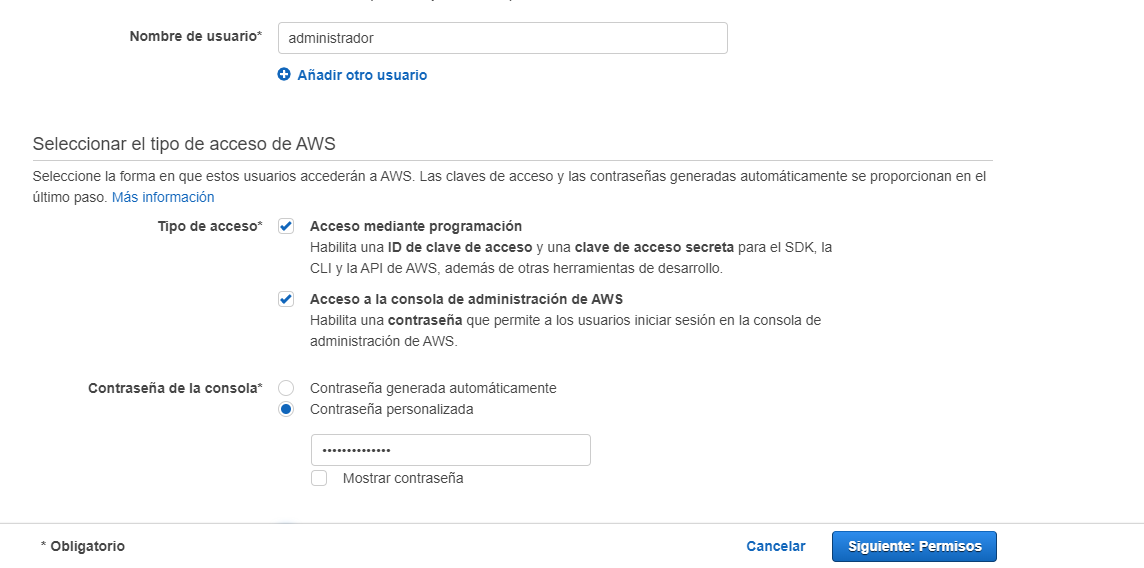 Nombre de usuario*
administrador
Añadir otro usuario
Seleccionar el tipo de acceso de AWS
Seleccione la forma en que estos usuarios accederán a AWS. Las claves de acceso y las contraseñas generadas automáticamente se proporcionan en el
último paso. Más información
Tipo de acceso*
Acceso mediante programación
Habilita una ID de clave de acceso y una clave de acceso secreta para el SDK, la
CLI y la API de AWS, además de otras herramientas de desarrollo.
Acceso a la consola de administración de AWS
Habilita una contraseña que permite a los usuarios iniciar sesión en la consola de
administración de AWS.
Contraseña de la consola*
Contraseña generada automáticamente
Contraseña personalizada
••••••••••••••
Mostrar contraseña
* Obligatorio
Cancelar
Siguiente: Permisos